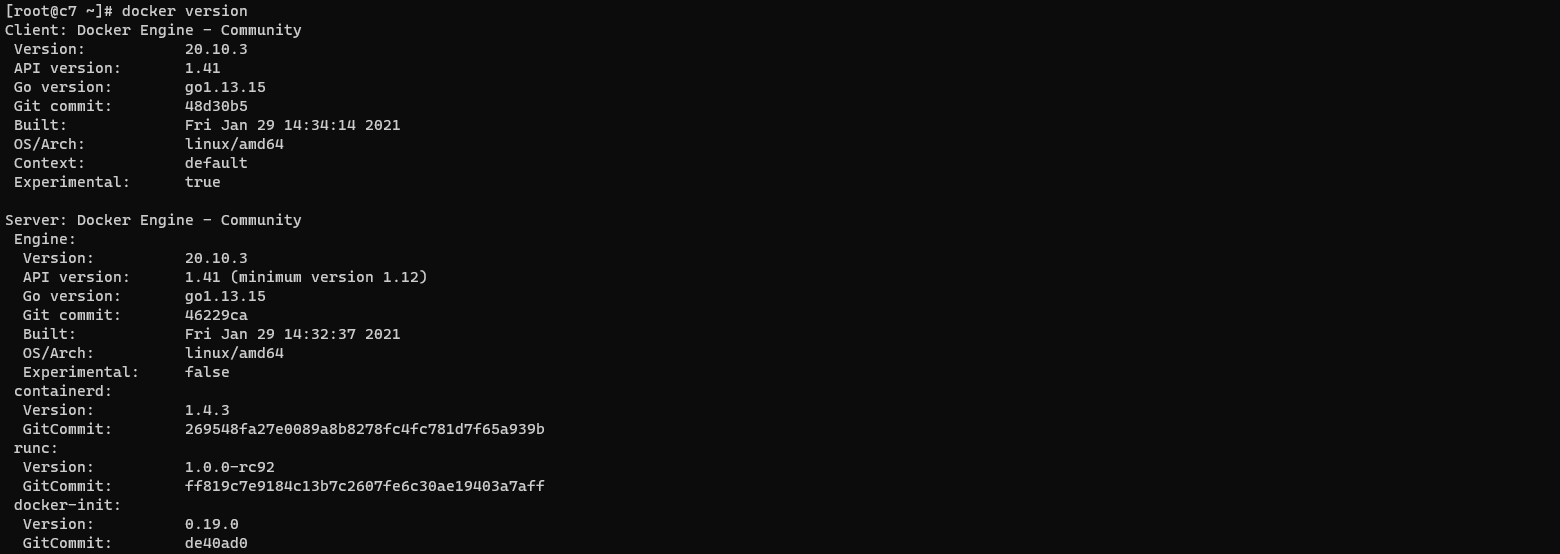 [root@c7 ~]# docker version
Client: Docker Engine - Community
 Version:           20.10.3
 API version:       1.41
 Go version:        go1.13.15
 Git commit:        48d30b5
 Built:             Fri Jan 29 14:34:14 2021
 OS/Arch:           linux/amd64
 Context:           default
 Experimental:      true

Server: Docker Engine - Community
 Engine:
  Version:          20.10.3
  API version:      1.41 (minimum version 1.12)
  Go version:       go1.13.15
  Git commit:       46229ca
  Built:            Fri Jan 29 14:32:37 2021
  OS/Arch:          linux/amd64
  Experimental:     false
 containerd:
  Version:          1.4.3
  GitCommit:        269548fa27e0089a8b8278fc4fc781d7f65a939b
 runc:
  Version:          1.0.0-rc92
  GitCommit:        ff819c7e9184c13b7c2607fe6c30ae19403a7aff
 docker-init:
  Version:          0.19.0
  GitCommit:        de40ad0